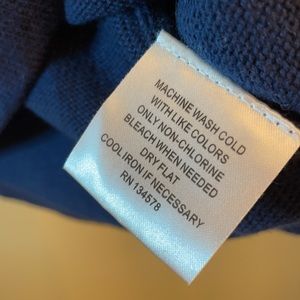 MACHINE WASH COLD
WITH LIKE COLORS
ONLY NON-CHLORINE
BLEACH WHEN NEEDED
DRY FLAT
COOL IRON IF NECESSARY
RN 134578